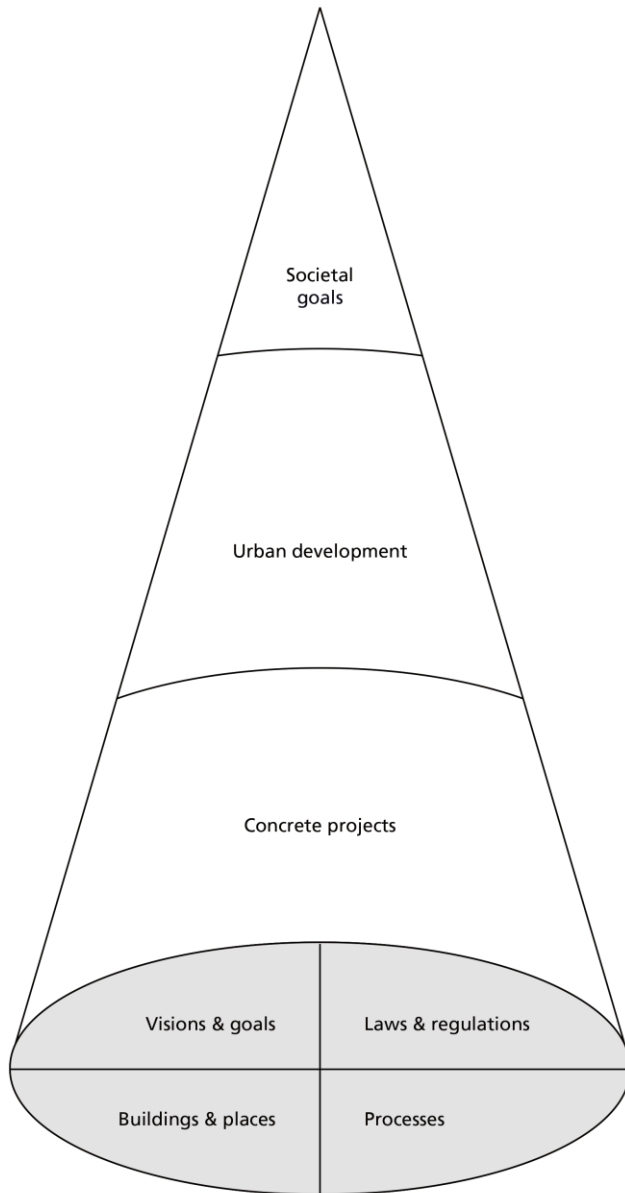 Societal
goals
Urban development
Concrete projects
Visions & goals
Laws & regulations
Buildings & places
Processes